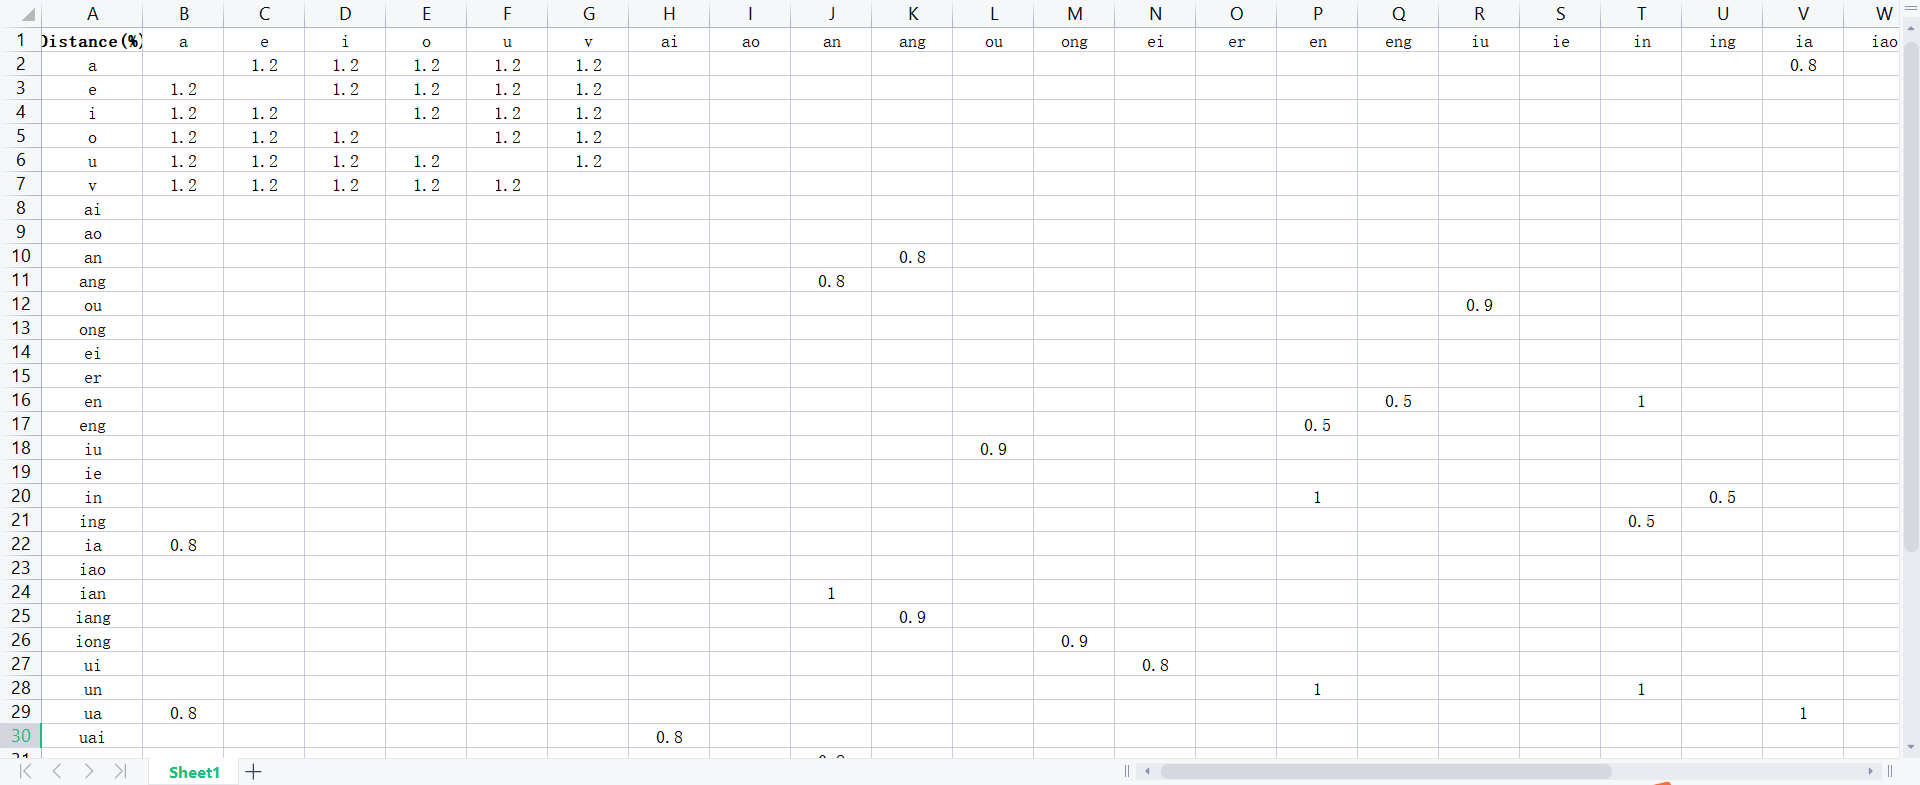 A B C D E F G H I J K L M N O P Q R S T U V W
1 Distance(%) a e i o u v ai ao an ang ou ong ei er en eng iu ie in ing ia iao
2 a 1.2 1.2 1.2 1.2 1.2 0.8
3 e 1.2 1.2 1.2 1.2 1.2
4 i 1.2 1.2 1.2 1.2 1.2
5 o 1.2 1.2 1.2 1.2 1.2
6 u 1.2 1.2 1.2 1.2 1.2
7 v 1.2 1.2 1.2 1.2 1.2
8 ai
9 ao
10 an 0.8
11 ang 0.8
12 ou 0.9
13 ong
14 ei
15 er
16 en 0.5 1
17 eng 0.5
18 iu 0.9
19 ie
20 in 1 0.5
21 ing 0.5
22 ia 0.8
23 iao
24 ian 1
25 iang 0.9
26 iong 0.9
27 ui 0.8
28 un 1 1
29 ua 0.8 1
30 uai 0.8
Sheet1